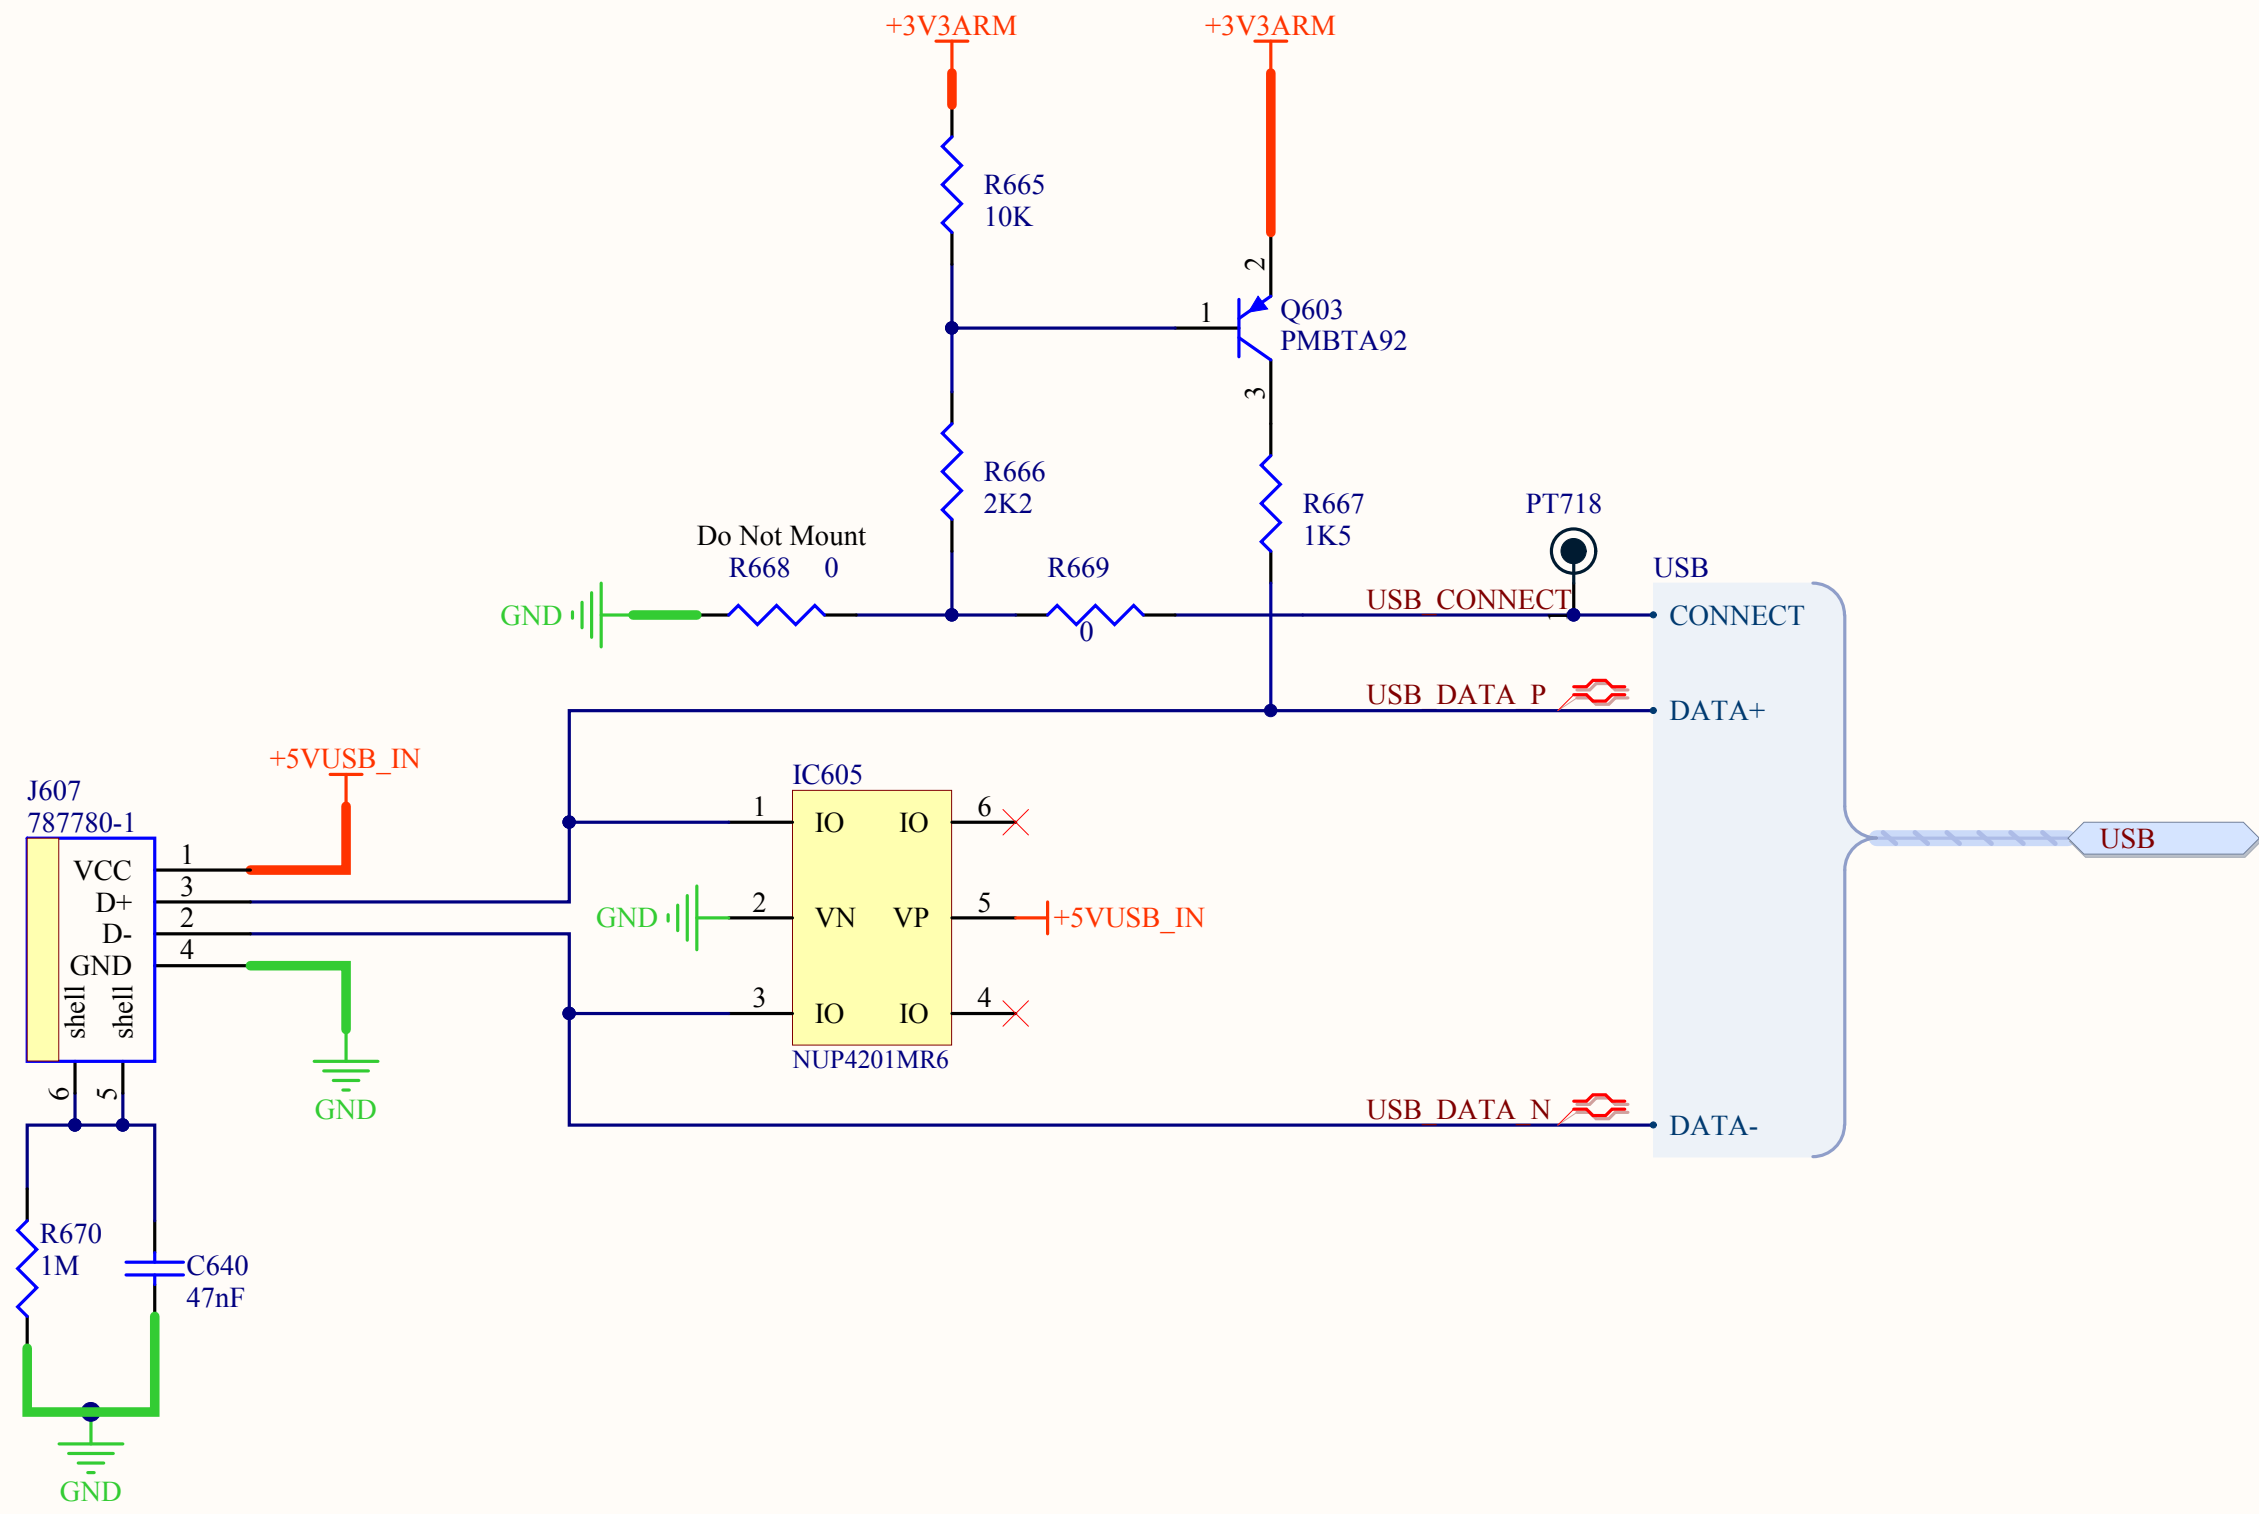 +3V3ARM
+3V3ARM
R665
10K
2
1
Q603
PMBTA92
3
R666
2K2
R667
1K5
PT718
Do Not Mount
R668 0
R669
0
GND
USB_CONNECT
USB
CONNECT
USB_DATA_P
DATA+
+5VUSB_IN
J607
787780-1
VCC 1
D+ 3
D- 2
GND 4
shell shell
6 5
GND
IC605
1 IO IO 6
GND 2 VN VP 5 +5VUSB_IN
3 IO IO 4
NUP4201MR6
USB
USB_DATA_N
DATA-
R670
1M
C640
47nF
GND